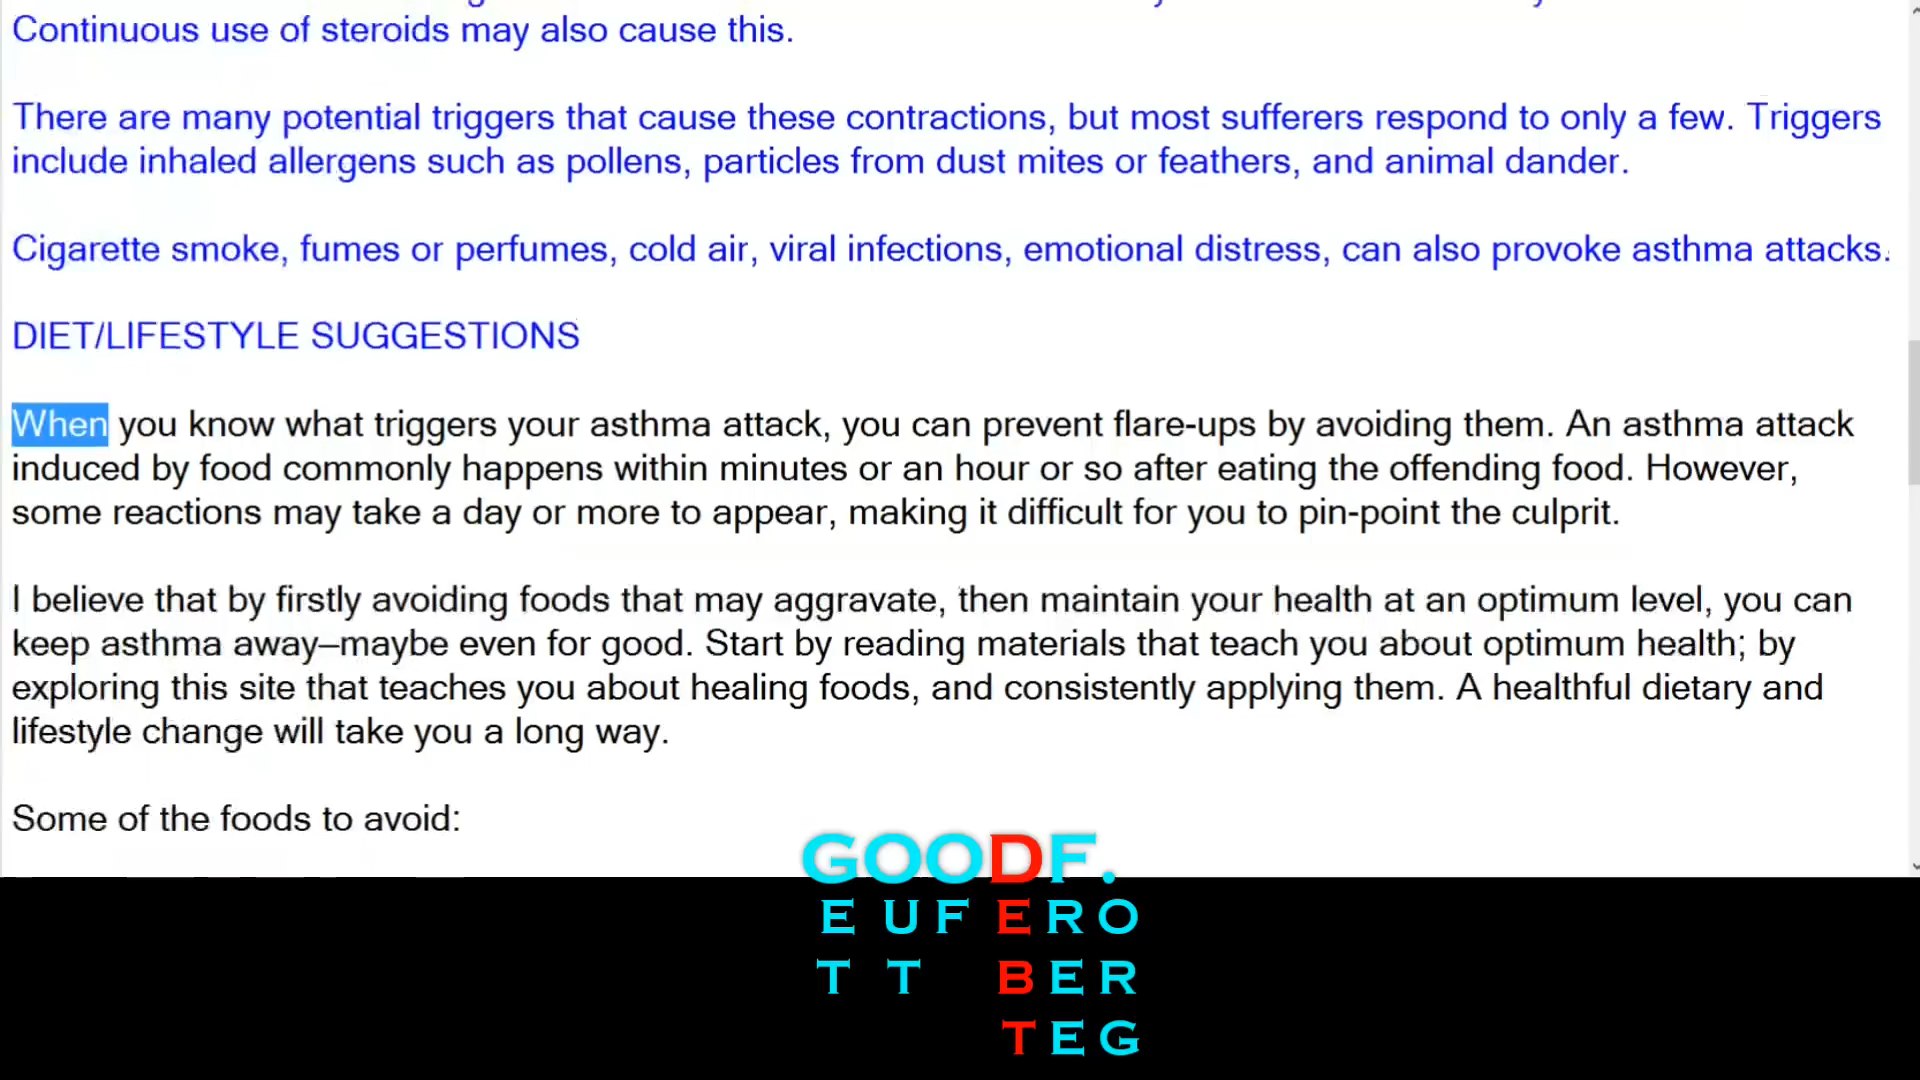 Continuous use of steroids may also cause this.
There are many potential triggers that cause these contractions, but most sufferers respond to only a few. Triggers
include inhaled allergens such as pollens, particles from dust mites or feathers, and animal dander.
Cigarette smoke, fumes or perfumes, cold air, viral infections, emotional distress, can also provoke asthma attacks.
DIET/LIFESTYLE SUGGESTIONS
When you know what triggers your asthma attack, you can prevent flare-ups by avoiding them. An asthma attack
induced by food commonly happens within minutes or an hour or so after eating the offending food. However,
some reactions may take a day or more to appear, making it difficult for you to pin-point the culprit.
I believe that by firstly avoiding foods that may aggravate, then maintain your health at an optimum level, you can
keep asthma away–maybe even for good. Start by reading materials that teach you about optimum health; by
exploring this site that teaches you about healing foods, and consistently applying them. A healthful dietary and
lifestyle change will take you a long way.
Some of the foods to avoid:
GOODF.
E U F E R O
T T B E R
T E G